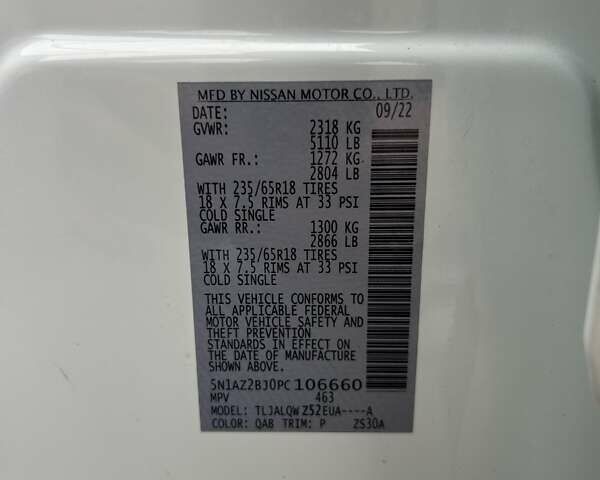 MFD BY NISSAN MOTOR CO., LTD.
DATE: 09/22
GVWR: 2318 KG
5110 LB
GAWR FR.: 1272 KG
2804 LB
WITH 235/65R18 TIRES
18 X 7.5 RIMS AT 33 PSI
COLD SINGLE
GAWR RR.: 1300 KG
2866 LB
WITH 235/65R18 TIRES
18 X 7.5 RIMS AT 33 PSI
COLD SINGLE
THIS VEHICLE CONFORMS TO
ALL APPLICABLE FEDERAL
MOTOR VEHICLE SAFETY AND
THEFT PREVENTION
STANDARDS IN EFFECT ON
THE DATE OF MANUFACTURE
SHOWN ABOVE.
5N1AZ2BJ0PC106660
MPV 463
MODEL: TLJALQW Z52EUA----A
COLOR: QAB TRIM: P ZS30A